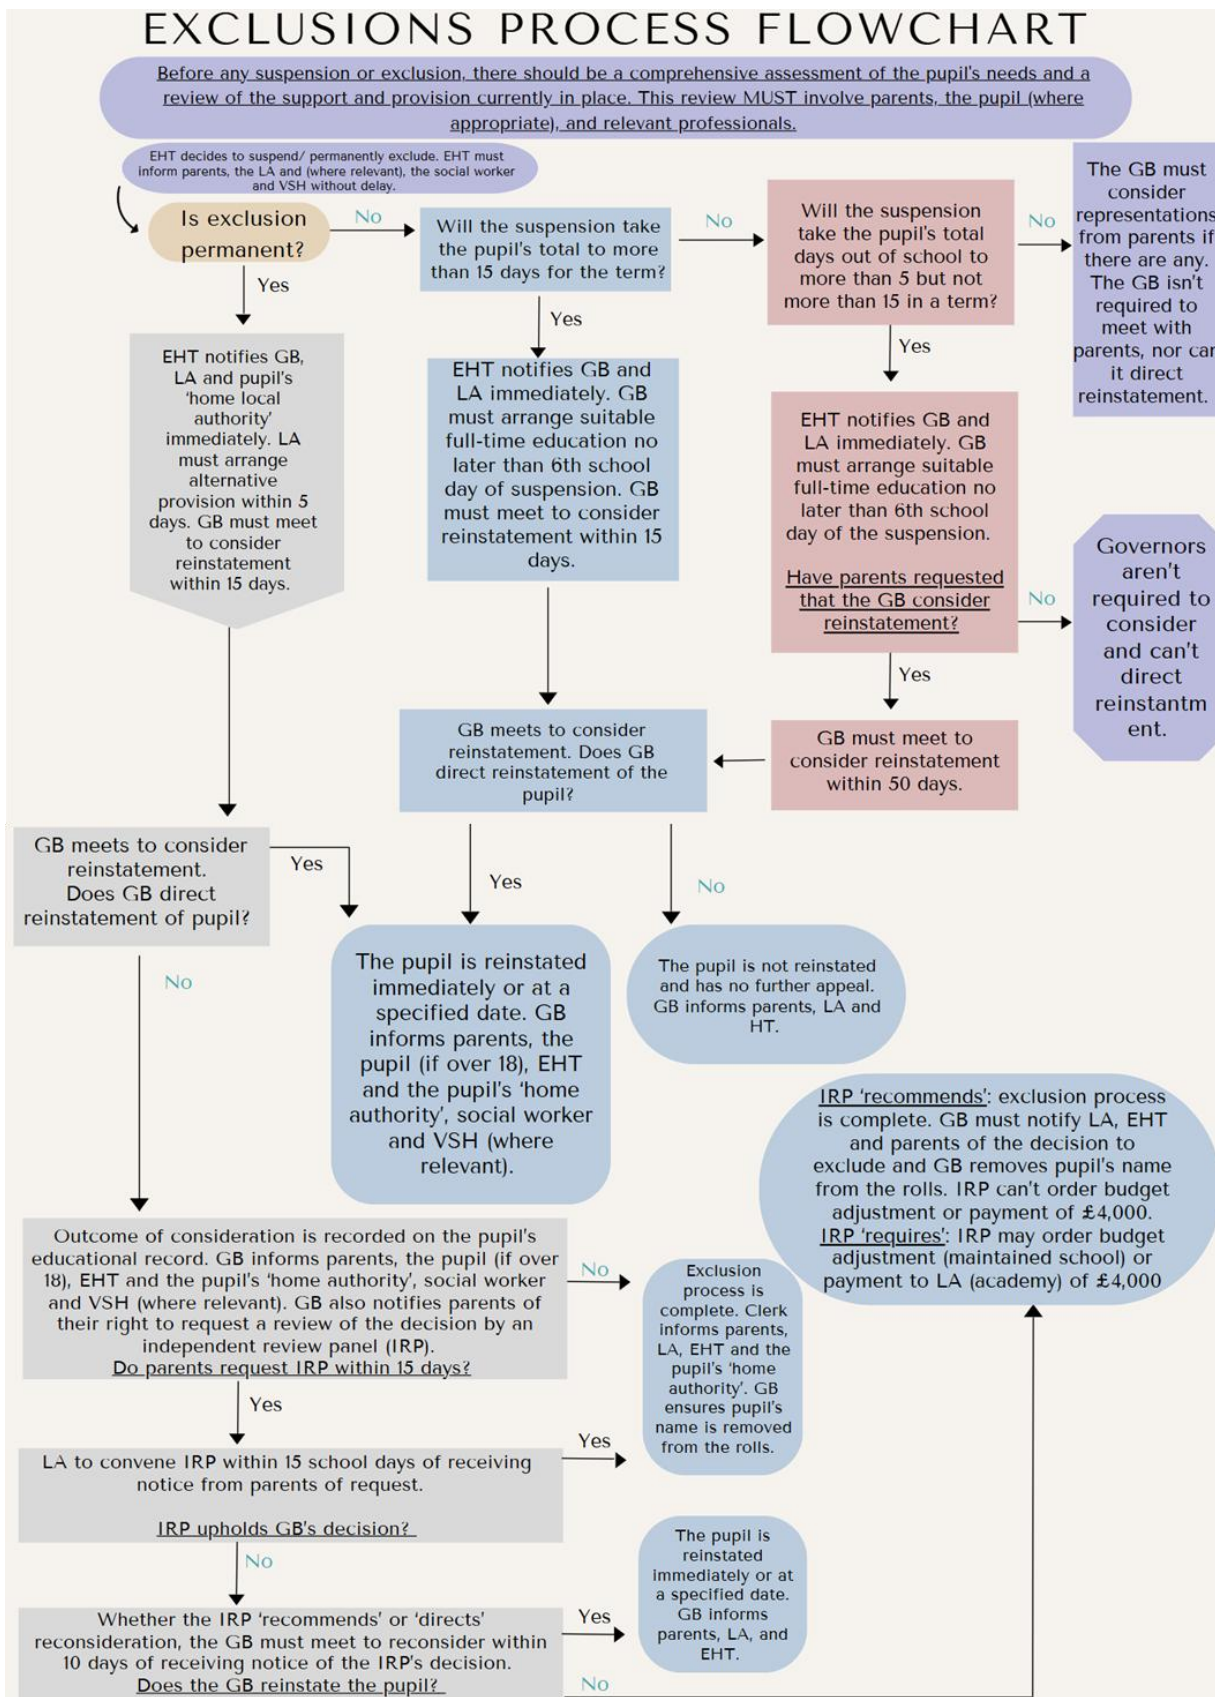 EXCLUSIONS PROCESS FLOWCHART
Before any suspension or exclusion, there should be a comprehensive assessment of the pupil's needs and a
review of the support and provision currently in place. This review MUST involve parents, the pupil (where
appropriate), and relevant professionals.
EHT decides to suspend/ permanently exclude. EHT must
inform parents, the LA and (where relevant), the social worker
and VSH without delay.
Is exclusion
permanent?
No
Will the suspension take
the pupil's total to more
than 15 days for the term?
No
Will the suspension
take the pupil's total
days out of school to
more than 5 but not
more than 15 in a term?
No
The GB must
consider
representations
from parents if
there are any.
The GB isn't
required to
meet with
parents, nor can
it direct
reinstatement.
Yes
Yes
Yes
EHT notifies GB,
LA and pupil's
'home local
authority'
immediately. LA
must arrange
alternative
provision within 5
days. GB must meet
to consider
reinstatement
within 15 days.
EHT notifies GB and
LA immediately. GB
must arrange suitable
full-time education no
later than 6th school
day of suspension. GB
must meet to consider
reinstatement within 15
days.
EHT notifies GB and
LA immediately. GB
must arrange suitable
full-time education no
later than 6th school
day of the suspension.
Have parents requested
that the GB consider
reinstatement?
No
Governors
aren't
required to
consider
and can't
direct
reinstantm
ent.
Yes
GB must meet to
consider reinstatement
within 50 days.
GB meets to consider
reinstatement. Does GB
direct reinstatement of the
pupil?
GB meets to consider
reinstatement.
Does GB direct
reinstatement of pupil?
Yes
Yes
No
The pupil is reinstated
immediately or at a
specified date. GB
informs parents, the
pupil (if over 18), EHT
and the pupil's 'home
authority', social worker
and VSH (where
relevant).
The pupil is not reinstated
and has no further appeal.
GB informs parents, LA and
HT.
No
Outcome of consideration is recorded on the pupil's
educational record. GB informs parents, the pupil (if over
18), EHT and the pupil's 'home authority', social worker
and VSH (where relevant). GB also notifies parents of
their right to request a review of the decision by an
independent review panel (IRP).
Do parents request IRP within 15 days?
No
Exclusion
process is
complete. Clerk
informs parents,
LA, EHT and the
pupil's 'home
authority'. GB
ensures pupil's
name is removed
from the rolls.
IRP 'recommends': exclusion process
is complete. GB must notify LA, EHT
and parents of the decision to
exclude and GB removes pupil's name
from the rolls. IRP can't order budget
adjustment or payment of £4,000.
IRP 'requires': IRP may order budget
adjustment (maintained school) or
payment to LA (academy) of £4,000
Yes
LA to convene IRP within 15 school days of receiving
notice from parents of request.
IRP upholds GB's decision?
Yes
No
Whether the IRP 'recommends' or 'directs'
reconsideration, the GB must meet to reconsider within
10 days of receiving notice of the IRP's decision.
Does the GB reinstate the pupil?
Yes
The pupil is
reinstated
immediately or at
a specified date.
GB informs
parents, LA, and
EHT.
No